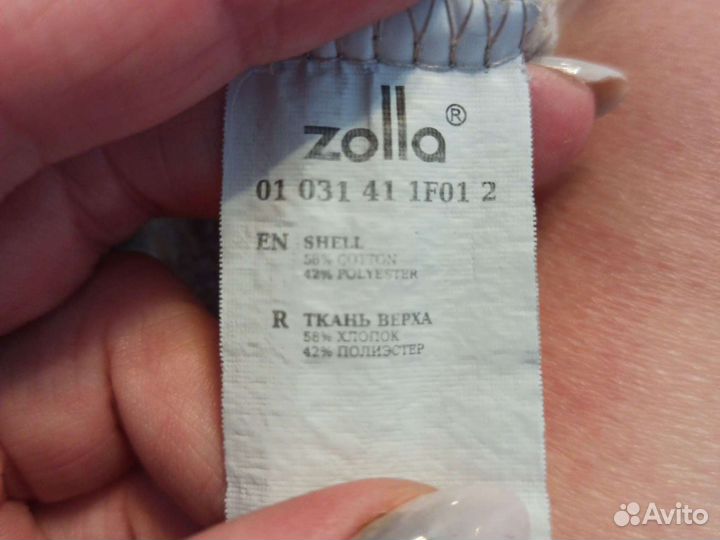 zolla®
01 031 41 1F01 2
EN SHELL
58% COTTON
42% POLYESTER
R ТКАНЬ ВЕРХА
58% ХЛОПОК
42% ПОЛИЭСТЕР
Avito